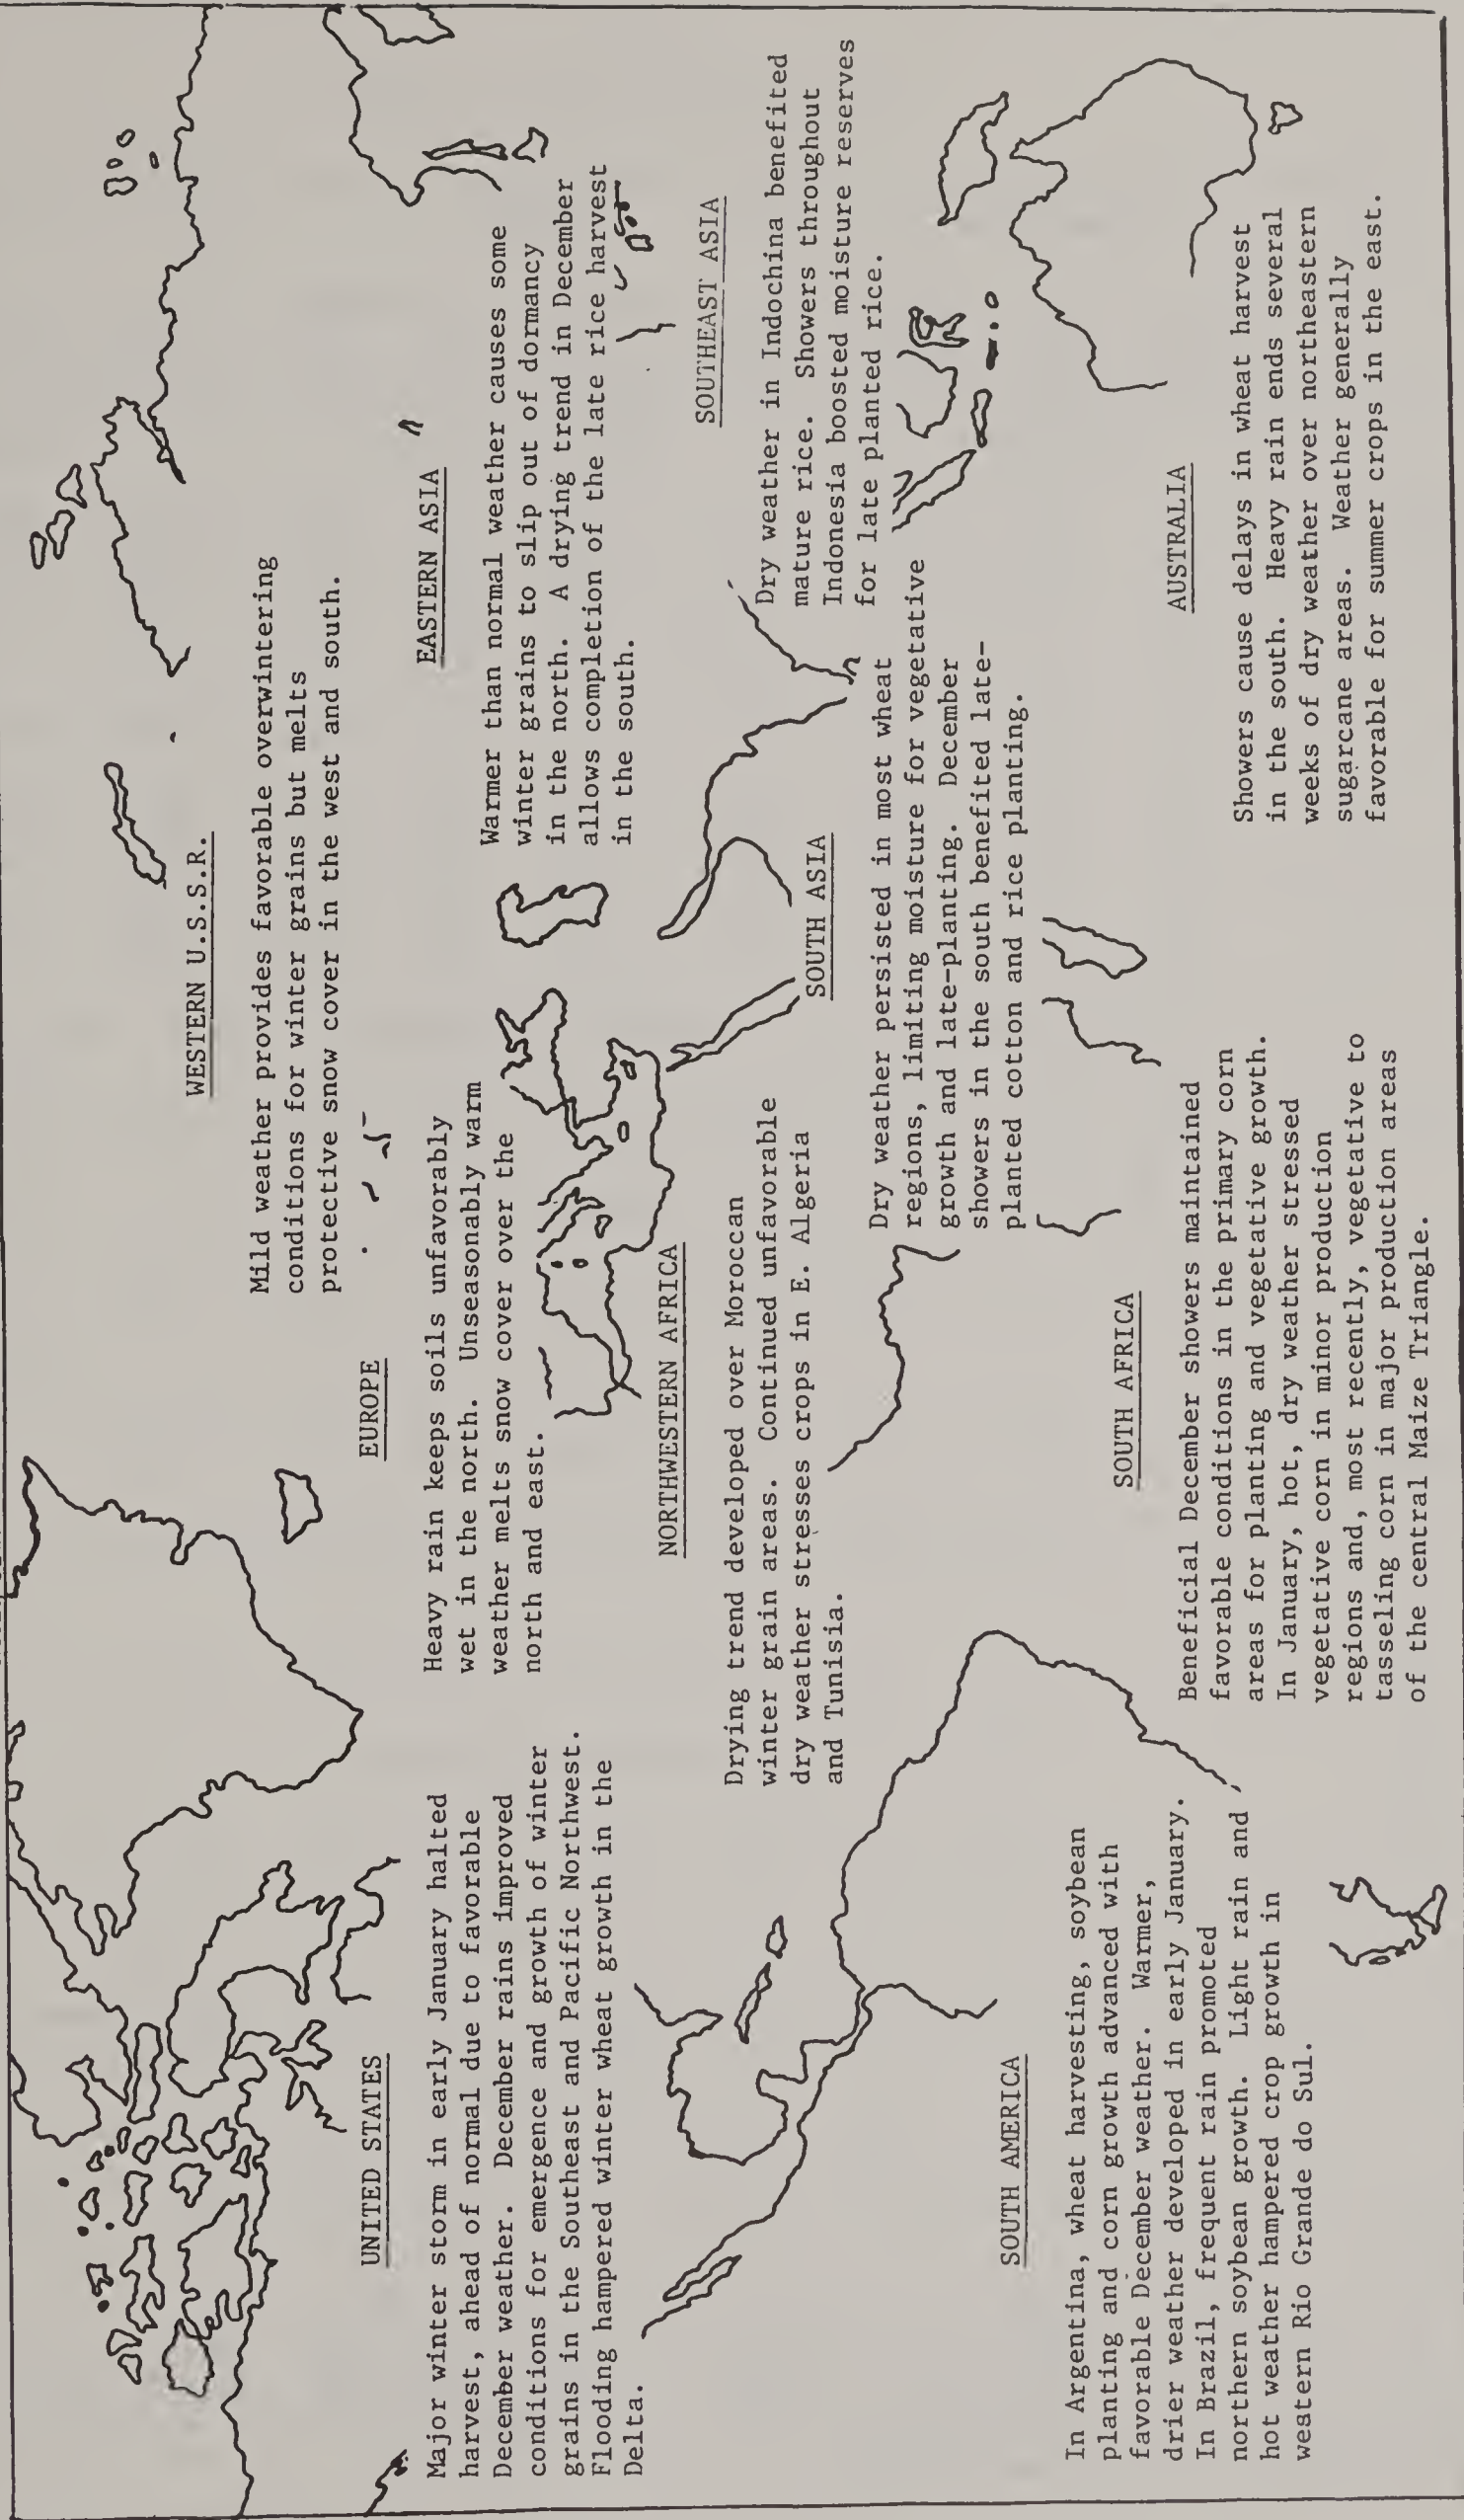 UNITED STATES
Major winter storm in early January halted
harvest, ahead of normal due to favorable
December weather.  December rains improved
conditions for emergence and growth of winter
grains in the Southeast and Pacific Northwest.
Flooding hampered winter wheat growth in the
Delta.
SOUTH AMERICA
In Argentina, wheat harvesting, soybean
planting and corn growth advanced with
favorable December weather.  Warmer,
drier weather developed in early January.
In Brazil, frequent rain promoted
northern soybean growth.  Light rain and
hot weather hampered crop growth in
western Rio Grande do Sul.
EUROPE
Heavy rain keeps soils unfavorably
wet in the north.  Unseasonably warm
weather melts snow cover over the
north and east.
NORTHWESTERN AFRICA
Drying trend developed over Moroccan
winter grain areas.  Continued unfavorable
dry weather stresses crops in E. Algeria
and Tunisia.
SOUTH AFRICA
Beneficial December showers maintained
favorable conditions in the primary corn
areas for planting and vegetative growth.
In January, hot, dry weather stressed
vegetative corn in minor production
regions and, most recently, vegetative to
tasseling corn in major production areas
of the central Maize Triangle.
WESTERN U.S.S.R.
Mild weather provides favorable overwintering
conditions for winter grains but melts
protective snow cover in the west and south.
EASTERN ASIA
Warmer than normal weather causes some
winter grains to slip out of dormancy
in the north.  A drying trend in December
allows completion of the late rice harvest
in the south.
SOUTH ASIA
Dry weather persisted in most wheat
regions, limiting moisture for vegetative
growth and late-planting.  December
showers in the south benefited late-
planted cotton and rice planting.
SOUTHEAST ASIA
Dry weather in Indochina benefited
mature rice.  Showers throughout
Indonesia boosted moisture reserves
for late planted rice.
AUSTRALIA
Showers cause delays in wheat harvest
in the south.  Heavy rain ends several
weeks of dry weather over northeastern
sugarcane areas.  Weather generally
favorable for summer crops in the east.